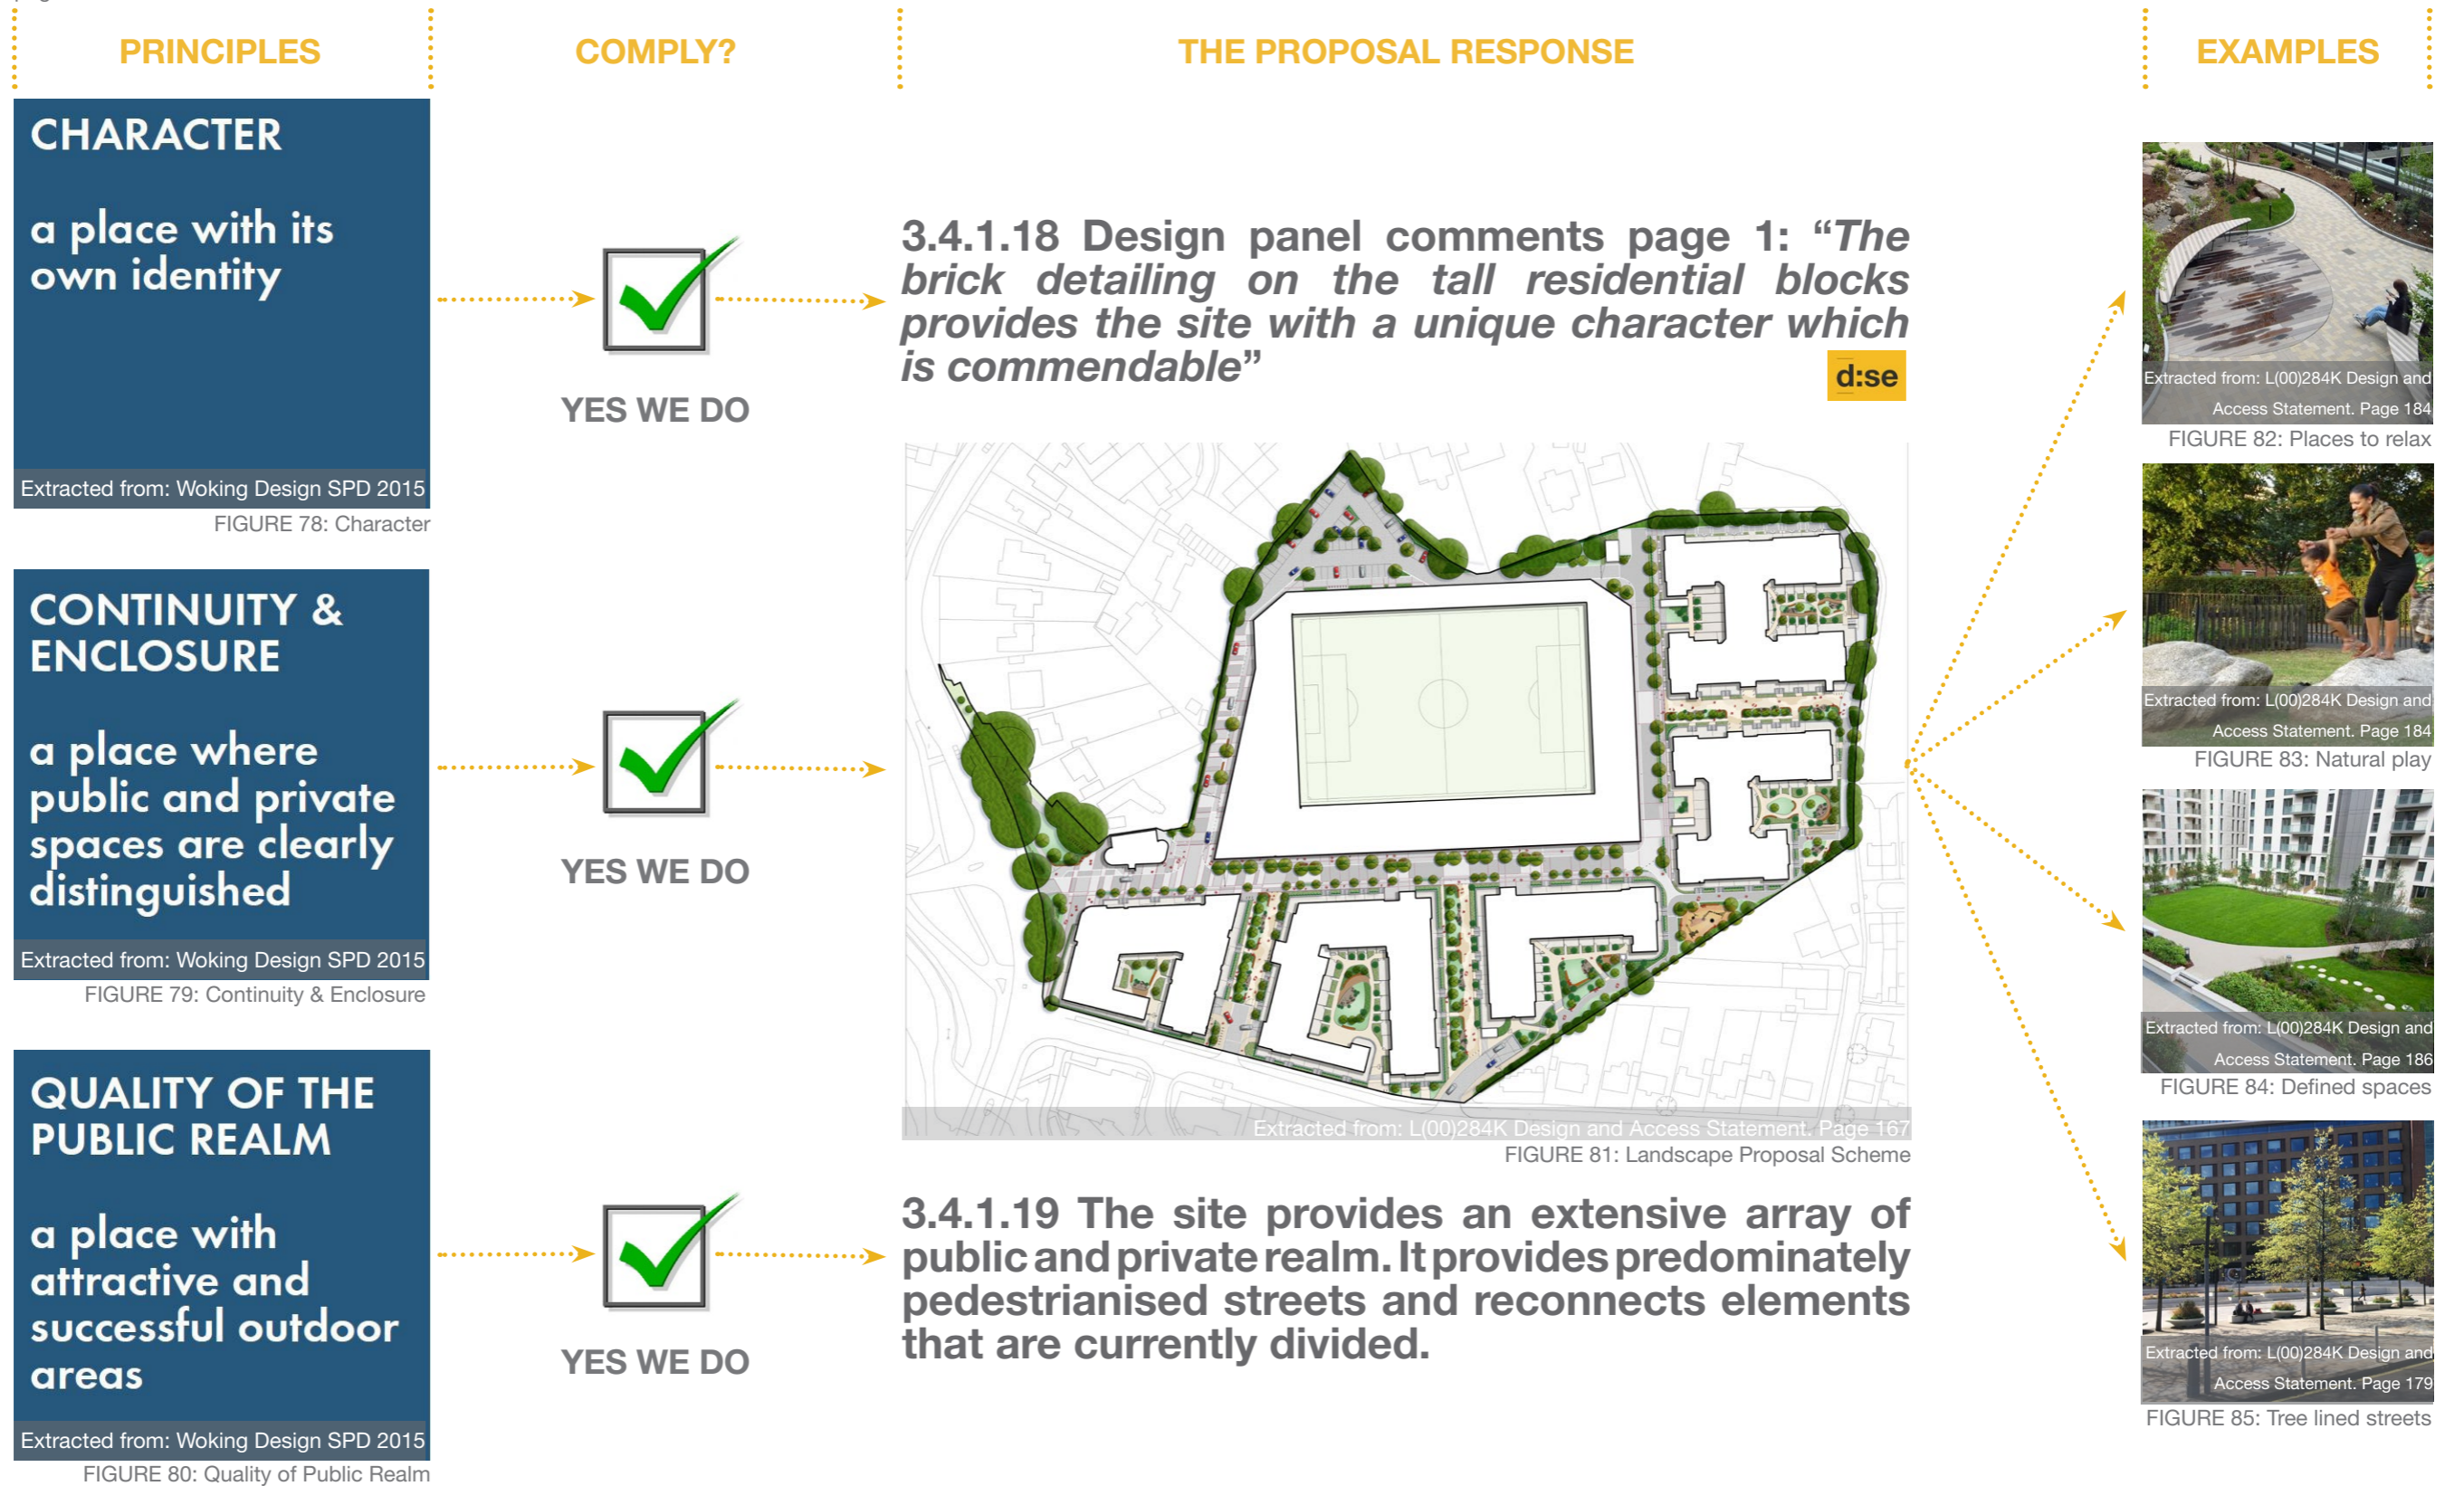 PRINCIPLES
COMPLY?
THE PROPOSAL RESPONSE
EXAMPLES
CHARACTER
a place with its
own identity
Extracted from: Woking Design SPD 2015
FIGURE 78: Character
YES WE DO
3.4.1.18 Design panel comments page 1: “The
brick detailing on the tall residential blocks
provides the site with a unique character which
is commendable”
d:se
CONTINUITY &
ENCLOSURE
a place where
public and private
spaces are clearly
distinguished
Extracted from: Woking Design SPD 2015
FIGURE 79: Continuity & Enclosure
YES WE DO
Extracted from: L(00)284K Design and Access Statement. Page 167
FIGURE 81: Landscape Proposal Scheme
QUALITY OF THE
PUBLIC REALM
a place with
attractive and
successful outdoor
areas
Extracted from: Woking Design SPD 2015
FIGURE 80: Quality of Public Realm
YES WE DO
3.4.1.19 The site provides an extensive array of
public and private realm. It provides predominately
pedestrianised streets and reconnects elements
that are currently divided.
Extracted from: L(00)284K Design and
Access Statement. Page 184
FIGURE 82: Places to relax
Extracted from: L(00)284K Design and
Access Statement. Page 184
FIGURE 83: Natural play
Extracted from: L(00)284K Design and
Access Statement. Page 186
FIGURE 84: Defined spaces
Extracted from: L(00)284K Design and
Access Statement. Page 179
FIGURE 85: Tree lined streets